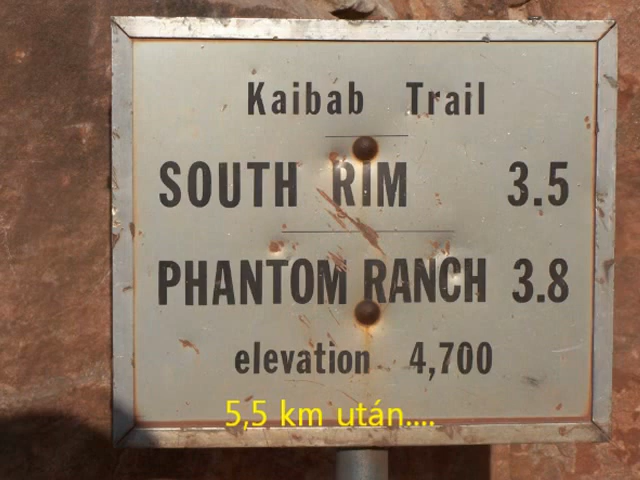 Kaibab Trail
SOUTH RIM 3.5
PHANTOM RANCH 3.8
elevation 4,700
5,5 km után....